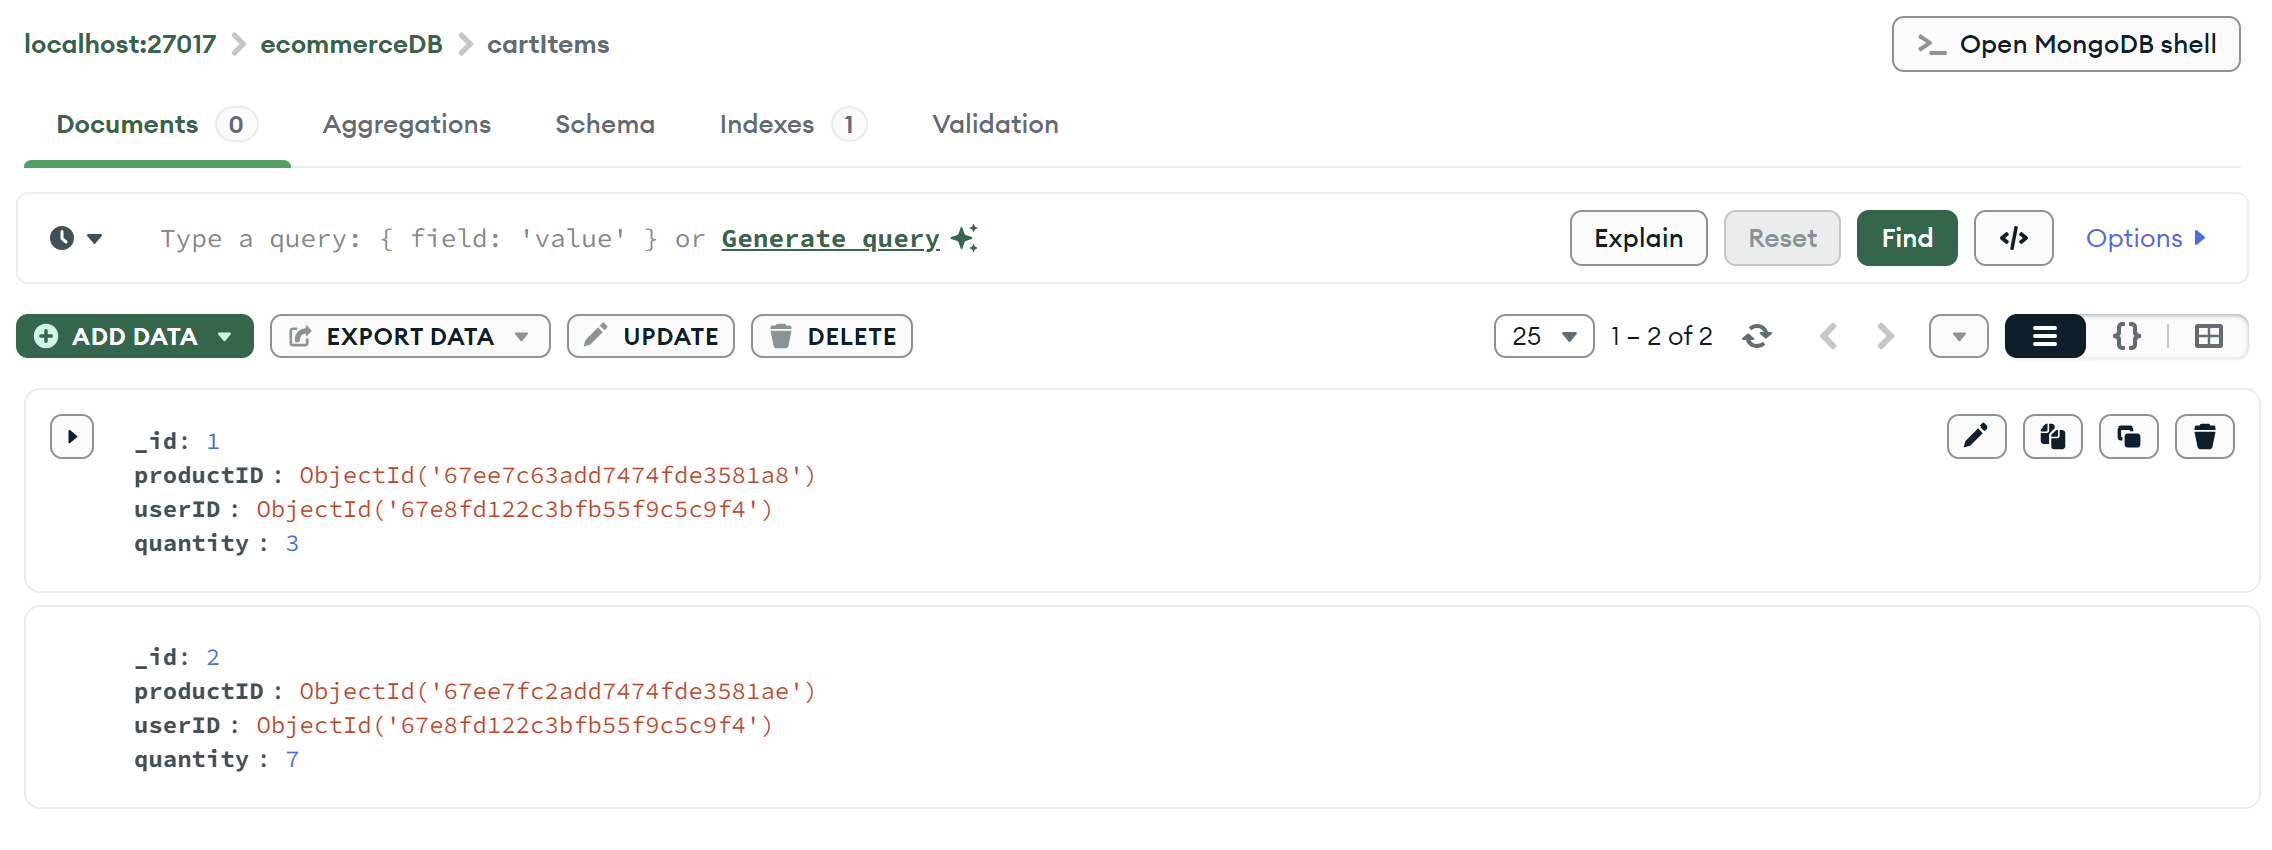 localhost:27017 ecommerceDB cartItems
>_ Open MongoDB shell
Documents 0 Aggregations Schema Indexes 1 Validation
Type a query: { field: 'value' } or Generate query
Explain Reset Find </> Options
ADD DATA EXPORT DATA UPDATE DELETE
25 1 – 2 of 2 {}
_id: 1
productID : ObjectId('67ee7c63add7474fde3581a8')
userID : ObjectId('67e8fd122c3bfb55f9c5c9f4')
quantity : 3
_id: 2
productID : ObjectId('67ee7fc2add7474fde3581ae')
userID : ObjectId('67e8fd122c3bfb55f9c5c9f4')
quantity : 7